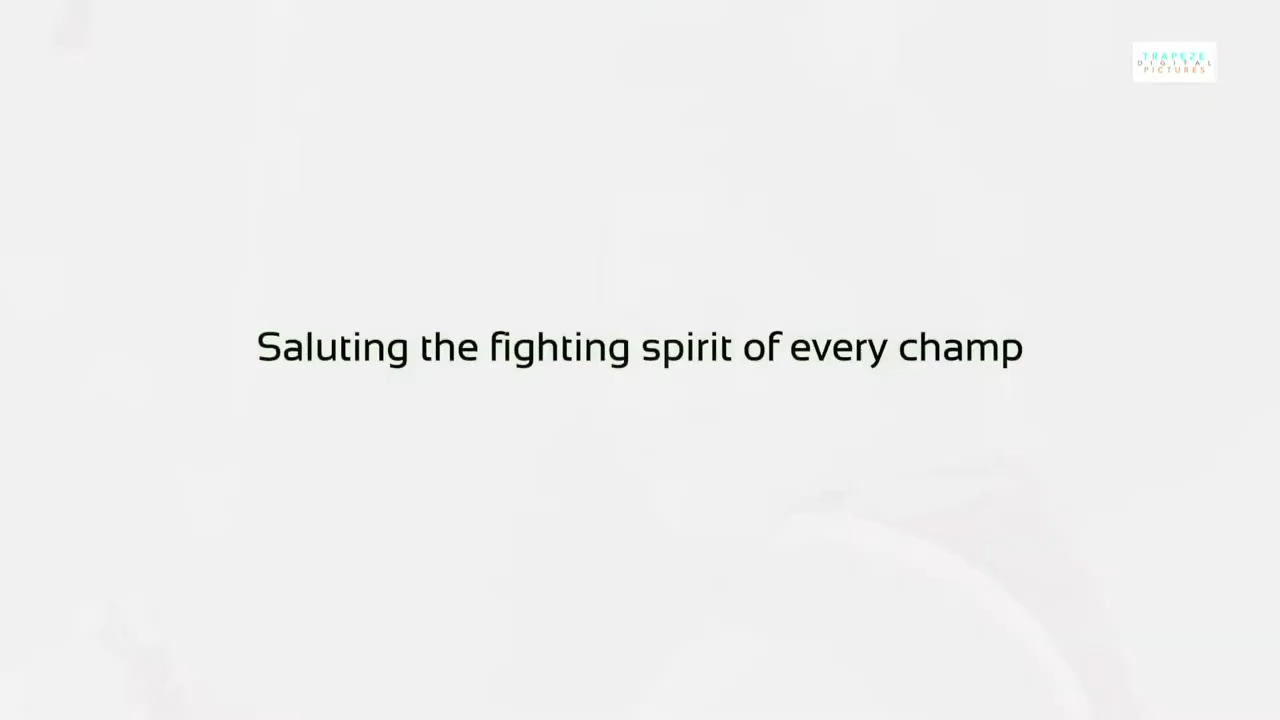 TRAPEZE
DIGITAL
PICTURES
Saluting the fighting spirit of every champ